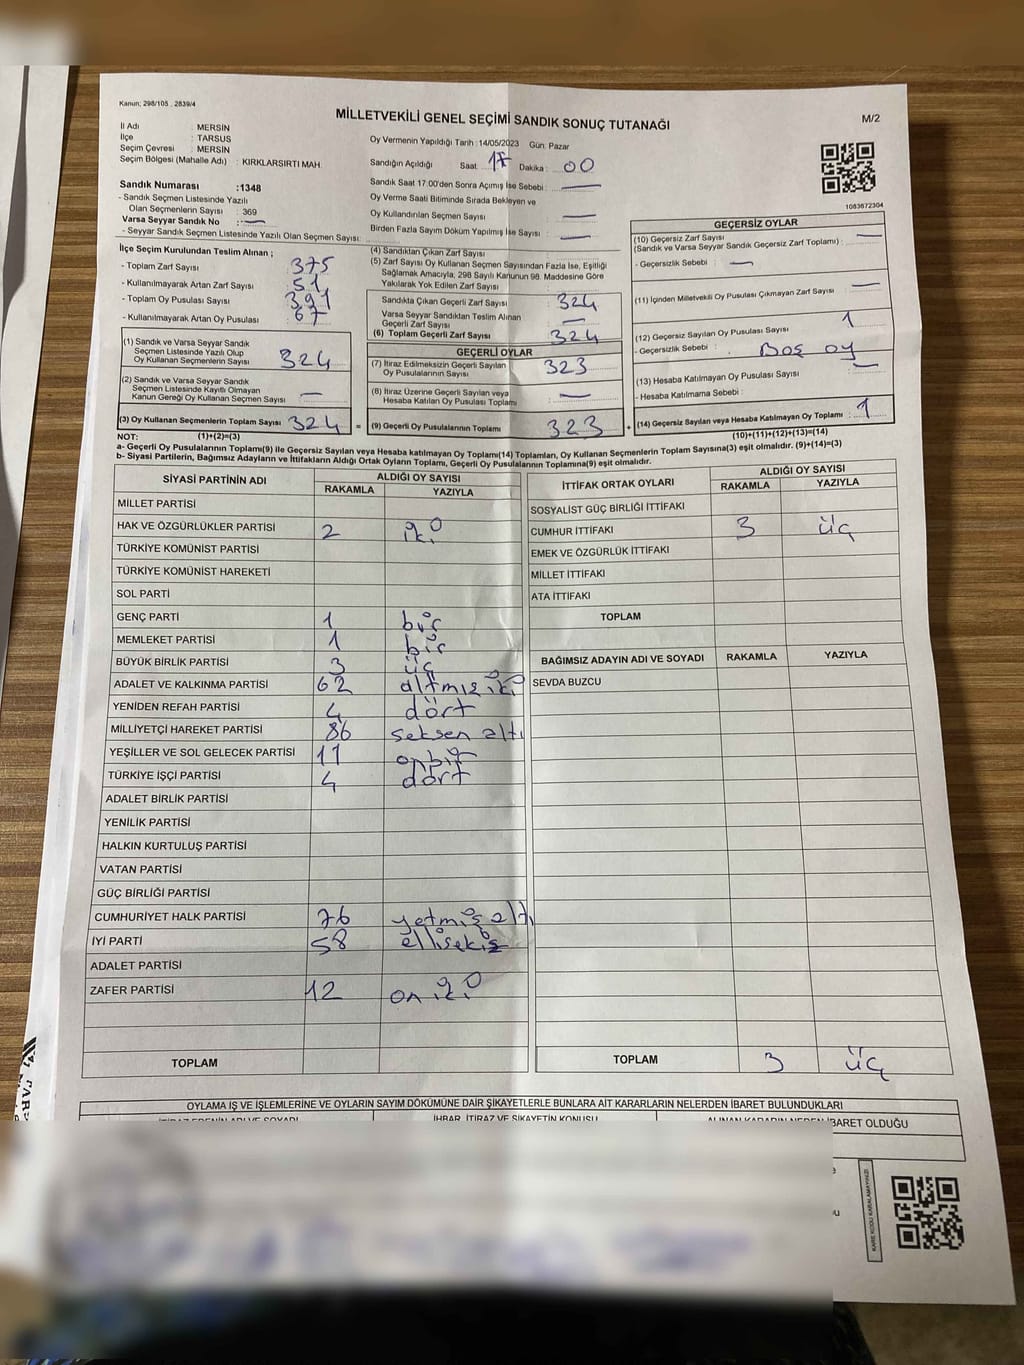 Kanun; 298/105 . 2839/4
MİLLETVEKİLİ GENEL SEÇİMİ SANDIK SONUÇ TUTANAĞI
M/2
İl Adı : MERSİN
İlçe : TARSUS
Seçim Çevresi : MERSİN
Seçim Bölgesi (Mahalle Adı) : KIRKLARSIRTI MAH.
Oy Vermenin Yapıldığı Tarih :14/05/2023 Gün: Pazar
Sandığın Açıldığı Saat 17 Dakika : 00
Sandık Saat 17.00'den Sonra Açımış İse Sebebi : —
Oy Verme Saati Bitiminde Sırada Bekleyen ve
Oy Kullandırılan Seçmen Sayısı : —
Birden Fazla Sayım Döküm Yapılmış İse Sayısı : —
1083672304
Sandık Numarası :1348
- Sandık Seçmen Listesinde Yazılı
Olan Seçmenlerin Sayısı : 369
Varsa Seyyar Sandık No : —
- Seyyar Sandık Seçmen Listesinde Yazılı Olan Seçmen Sayısı:
İlçe Seçim Kurulundan Teslim Alınan ;
- Toplam Zarf Sayısı 375
- Kullanılmayarak Artan Zarf Sayısı : 51
- Toplam Oy Pusulası Sayısı : 391
- Kullanılmayarak Artan Oy Pusulası : 67
(1) Sandık ve Varsa Seyyar Sandık
Seçmen Listesinde Yazılı Olup
Oy Kullanan Seçmenlerin Sayısı : 324
(2) Sandık ve Varsa Seyyar Sandık
Seçmen Listesinde Kayıtlı Olmayan
Kanun Gereği Oy Kullanan Seçmen Sayısı : —
(3) Oy Kullanan Seçmenlerin Toplam Sayısı : 324 =
(4) Sandıktan Çıkan Zarf Sayısı :
(5) Zarf Sayısı Oy Kullanan Seçmen Sayısından Fazla İse, Eşitliği
Sağlamak Amacıyla, 298 Sayılı Kanunun 98. Maddesine Göre
Yakılarak Yok Edilen Zarf Sayısı :
Sandıkta Çıkan Geçerli Zarf Sayısı : 324
Varsa Seyyar Sandıktan Teslim Alınan
Geçerli Zarf Sayısı : —
(6) Toplam Geçerli Zarf Sayısı : 324
GEÇERLİ OYLAR
(7) İtiraz Edilmeksizin Geçerli Sayılan
Oy Pusulalarının Sayısı : 323
(8) İtiraz Üzerine Geçerli Sayılan veya
Hesaba Katılan Oy Pusulası Toplamı : —
(9) Geçerli Oy Pusulalarının Toplamı : 323 +
GEÇERSİZ OYLAR
(10) Geçersiz Zarf Sayısı : —
(Sandık ve Varsa Seyyar Sandık Geçersiz Zarf Toplamı) :
- Geçersizlik Sebebi : —
(11) İçinden Milletvekili Oy Pusulası Çıkmayan Zarf Sayısı : —
(12) Geçersiz Sayılan Oy Pusulası Sayısı : 1
- Geçersizlik Sebebi : Boş oy
(13) Hesaba Katılmayan Oy Pusulası Sayısı : —
- Hesaba Katılmama Sebebi :
(14) Geçersiz Sayılan veya Hesaba Katılmayan Oy Toplamı : 1
NOT: (1)+(2)=(3) (10)+(11)+(12)+(13)=(14)
a- Geçerli Oy Pusulalarının Toplamı(9) ile Geçersiz Sayılan veya Hesaba katılmayan Oy Toplamı(14) Toplamları, Oy Kullanan Seçmenlerin Toplam Sayısına(3) eşit olmalıdır. (9)+(14)=(3)
b- Siyasi Partilerin, Bağımsız Adayların ve İttifakların Aldığı Ortak Oyların Toplamı, Geçerli Oy Pusulalarının Toplamına(9) eşit olmalıdır.
SİYASİ PARTİNİN ADI ALDIĞI OY SAYISI
RAKAMLA YAZIYLA
MİLLET PARTİSİ
HAK VE ÖZGÜRLÜKLER PARTİSİ 2 iki
TÜRKİYE KOMÜNİST PARTİSİ
TÜRKİYE KOMÜNİST HAREKETİ
SOL PARTİ
GENÇ PARTİ 1 bir
MEMLEKET PARTİSİ 1 bir
BÜYÜK BİRLİK PARTİSİ 3 üç
ADALET VE KALKINMA PARTİSİ 62 altmış iki
YENİDEN REFAH PARTİSİ 4 dört
MİLLİYETÇİ HAREKET PARTİSİ 86 seksen altı
YEŞİLLER VE SOL GELECEK PARTİSİ 11 onbir
TÜRKİYE İŞÇİ PARTİSİ 4 dört
ADALET BİRLİK PARTİSİ
YENİLİK PARTİSİ
HALKIN KURTULUŞ PARTİSİ
VATAN PARTİSİ
GÜÇ BİRLİĞİ PARTİSİ
CUMHURİYET HALK PARTİSİ 76 yetmiş altı
İYİ PARTİ 58 ellisekiz
ADALET PARTİSİ
ZAFER PARTİSİ 12 on iki
TOPLAM
İTTİFAK ORTAK OYLARI ALDIĞI OY SAYISI
RAKAMLA YAZIYLA
SOSYALİST GÜÇ BİRLİĞİ İTTİFAKI
CUMHUR İTTİFAKI 3 üç
EMEK VE ÖZGÜRLÜK İTTİFAKI
MİLLET İTTİFAKI
ATA İTTİFAKI
TOPLAM
BAĞIMSIZ ADAYIN ADI VE SOYADI RAKAMLA YAZIYLA
SEVDA BUZCU
TOPLAM 3 üç
OYLAMA İŞ VE İŞLEMLERİNE VE OYLARIN SAYIM DÖKÜMÜNE DAİR ŞİKAYETLERLE BUNLARA AİT KARARLARIN NELERDEN İBARET BULUNDUKLARI
İTİRAZ EDENİN ADI VE SOYADI İHBAR, İTİRAZ VE ŞİKAYETİN KONUSU ALINAN KARARIN NEDEN İBARET OLDUĞU
KARE KODU KARALAMAYINIZ!